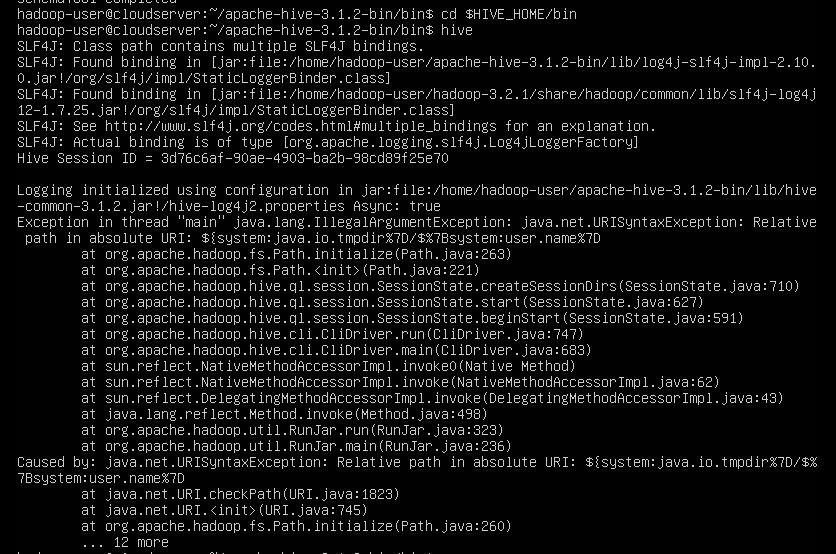 schemaTool completed
hadoop-user@cloudserver:~/apache-hive-3.1.2-bin/bin$ cd $HIVE_HOME/bin
hadoop-user@cloudserver:~/apache-hive-3.1.2-bin/bin$ hive
SLF4J: Class path contains multiple SLF4J bindings.
SLF4J: Found binding in [jar:file:/home/hadoop-user/apache-hive-3.1.2-bin/lib/log4j-slf4j-impl-2.10.
0.jar!/org/slf4j/impl/StaticLoggerBinder.class]
SLF4J: Found binding in [jar:file:/home/hadoop-user/hadoop-3.2.1/share/hadoop/common/lib/slf4j-log4j
12-1.7.25.jar!/org/slf4j/impl/StaticLoggerBinder.class]
SLF4J: See http://www.slf4j.org/codes.html#multiple_bindings for an explanation.
SLF4J: Actual binding is of type [org.apache.logging.slf4j.Log4jLoggerFactory]
Hive Session ID = 3d76c6af-90ae-4903-ba2b-98cd89f25e70
Logging initialized using configuration in jar:file:/home/hadoop-user/apache-hive-3.1.2-bin/lib/hive
-common-3.1.2.jar!/hive-log4j2.properties Async: true
Exception in thread "main" java.lang.IllegalArgumentException: java.net.URISyntaxException: Relative
 path in absolute URI: ${system:java.io.tmpdir%7D/$%7Bsystem:user.name%7D
at org.apache.hadoop.fs.Path.initialize(Path.java:263)
at org.apache.hadoop.fs.Path.<init>(Path.java:221)
at org.apache.hadoop.hive.ql.session.SessionState.createSessionDirs(SessionState.java:710)
at org.apache.hadoop.hive.ql.session.SessionState.start(SessionState.java:627)
at org.apache.hadoop.hive.ql.session.SessionState.beginStart(SessionState.java:591)
at org.apache.hadoop.hive.cli.CliDriver.run(CliDriver.java:747)
at org.apache.hadoop.hive.cli.CliDriver.main(CliDriver.java:683)
at sun.reflect.NativeMethodAccessorImpl.invoke0(Native Method)
at sun.reflect.NativeMethodAccessorImpl.invoke(NativeMethodAccessorImpl.java:62)
at sun.reflect.DelegatingMethodAccessorImpl.invoke(DelegatingMethodAccessorImpl.java:43)
at java.lang.reflect.Method.invoke(Method.java:498)
at org.apache.hadoop.util.RunJar.run(RunJar.java:323)
at org.apache.hadoop.util.RunJar.main(RunJar.java:236)
Caused by: java.net.URISyntaxException: Relative path in absolute URI: ${system:java.io.tmpdir%7D/$%
7Bsystem:user.name%7D
at java.net.URI.checkPath(URI.java:1823)
at java.net.URI.<init>(URI.java:745)
at org.apache.hadoop.fs.Path.initialize(Path.java:260)
... 12 more